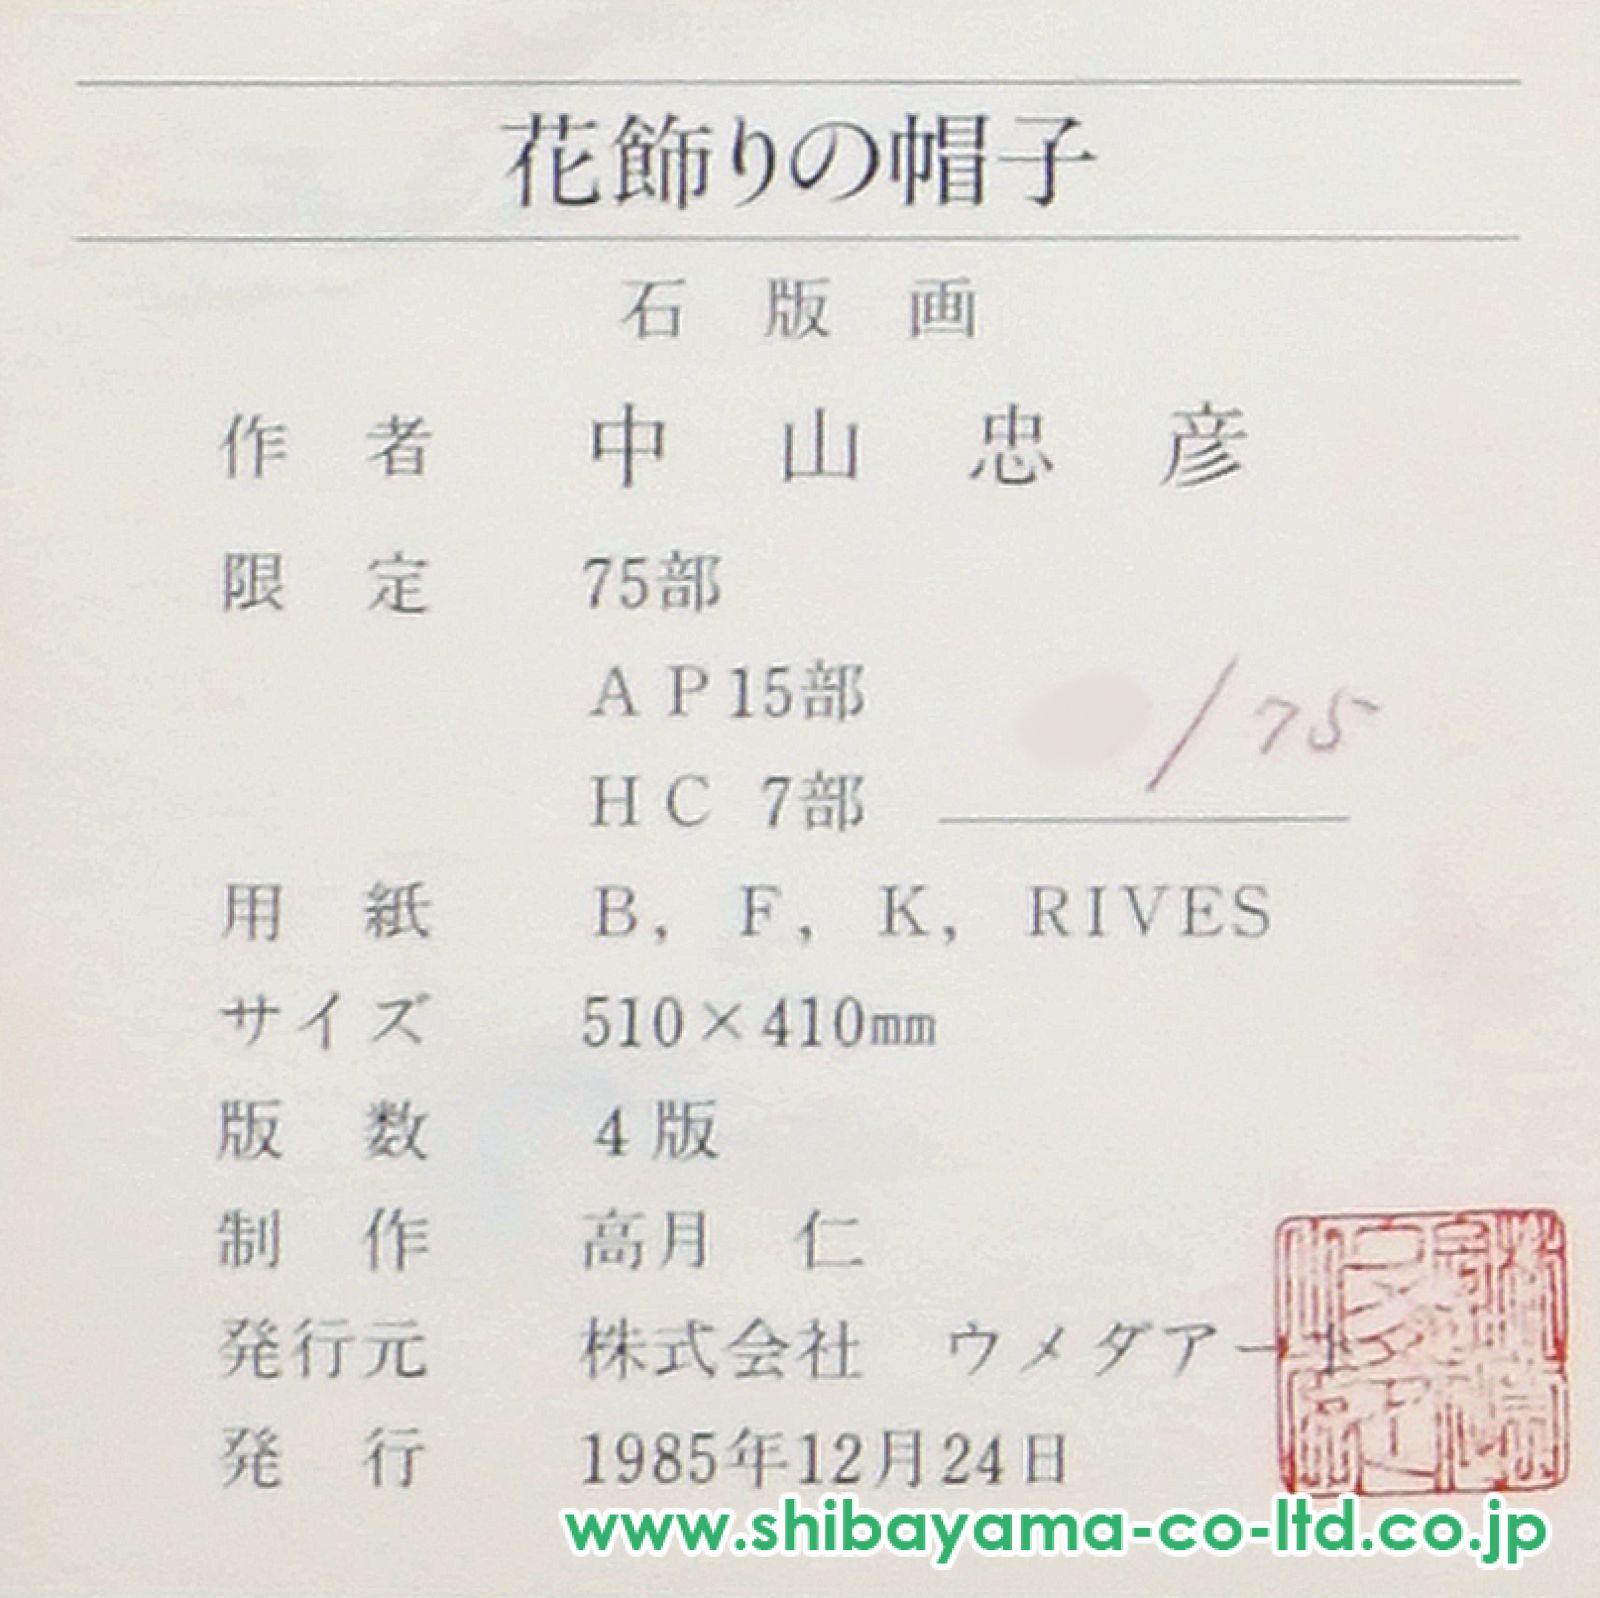 花飾りの帽子
石版画
作者 中山忠彦
限定 75部
AP15部
HC 7部 /75
用紙 B, F, K, RIVES
サイズ 510×410mm
版数 4版
制作 高月 仁
発行元 株式会社 ウメダアート
発行 1985年12月24日
www.shibayama-co-ltd.co.jp